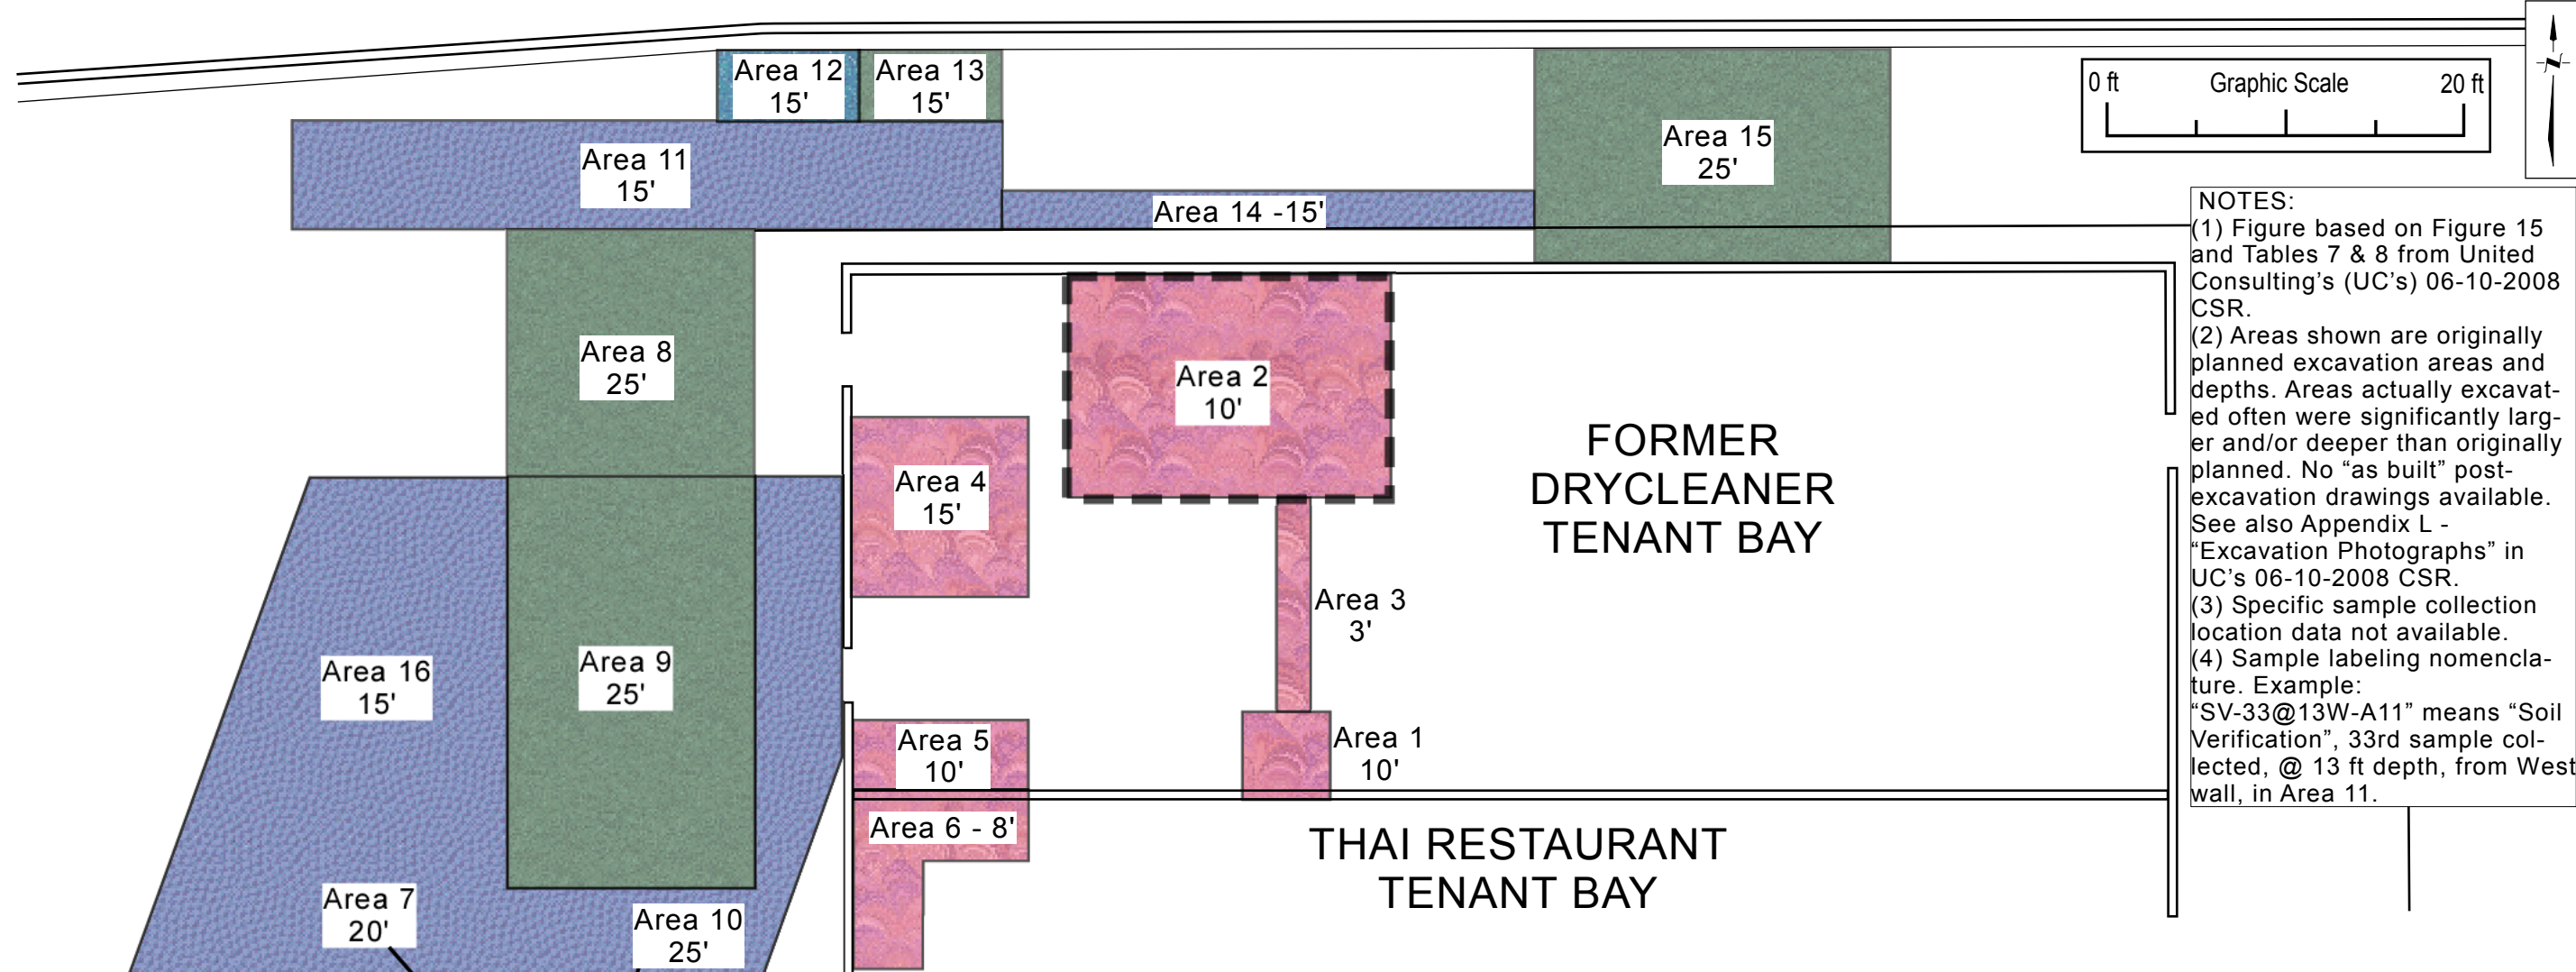 Area 12
15'
Area 13
15'
0 ft Graphic Scale 20 ft
N
Area 11
15'
Area 14 -15'
Area 15
25'
NOTES:
(1) Figure based on Figure 15
and Tables 7 & 8 from United
Consulting’s (UC’s) 06-10-2008
CSR.
(2) Areas shown are originally
planned excavation areas and
depths. Areas actually excavat-
ed often were significantly larg-
er and/or deeper than originally
planned. No “as built” post-
excavation drawings available.
See also Appendix L -
“Excavation Photographs” in
UC’s 06-10-2008 CSR.
(3) Specific sample collection
location data not available.
(4) Sample labeling nomencla-
ture. Example:
“SV-33@13W-A11” means “Soil
Verification”, 33rd sample col-
lected, @ 13 ft depth, from West
wall, in Area 11.
Area 8
25'
Area 2
10'
Area 4
15'
FORMER
DRYCLEANER
TENANT BAY
Area 3
3'
Area 16
15'
Area 9
25'
Area 5
10'
Area 1
10'
Area 6 - 8'
THAI RESTAURANT
TENANT BAY
Area 7
20'
Area 10
25'